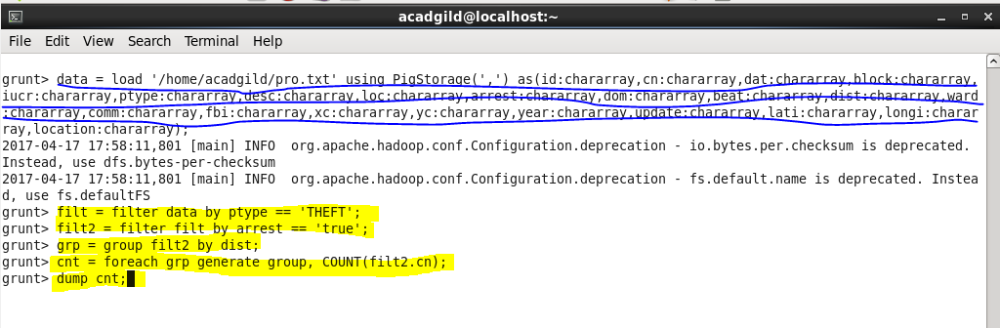 acadgild@localhost:~
File Edit View Search Terminal Help
grunt> data = load '/home/acadgild/pro.txt' using PigStorage(',') as(id:chararray,cn:chararray,dat:chararray,block:chararray,
iucr:chararray,ptype:chararray,desc:chararray,loc:chararray,arrest:chararray,dom:chararray,beat:chararray,dist:chararray,ward
:chararray,comm:chararray,fbi:chararray,xc:chararray,yc:chararray,year:chararray,update:chararray,lati:chararray,longi:charar
ray,location:chararray);
2017-04-17 17:58:11,801 [main] INFO  org.apache.hadoop.conf.Configuration.deprecation - io.bytes.per.checksum is deprecated.
Instead, use dfs.bytes-per-checksum
2017-04-17 17:58:11,801 [main] INFO  org.apache.hadoop.conf.Configuration.deprecation - fs.default.name is deprecated. Instea
d, use fs.defaultFS
grunt> filt = filter data by ptype == 'THEFT';
grunt> filt2 = filter filt by arrest == 'true';
grunt> grp = group filt2 by dist;
grunt> cnt = foreach grp generate group, COUNT(filt2.cn);
grunt> dump cnt;